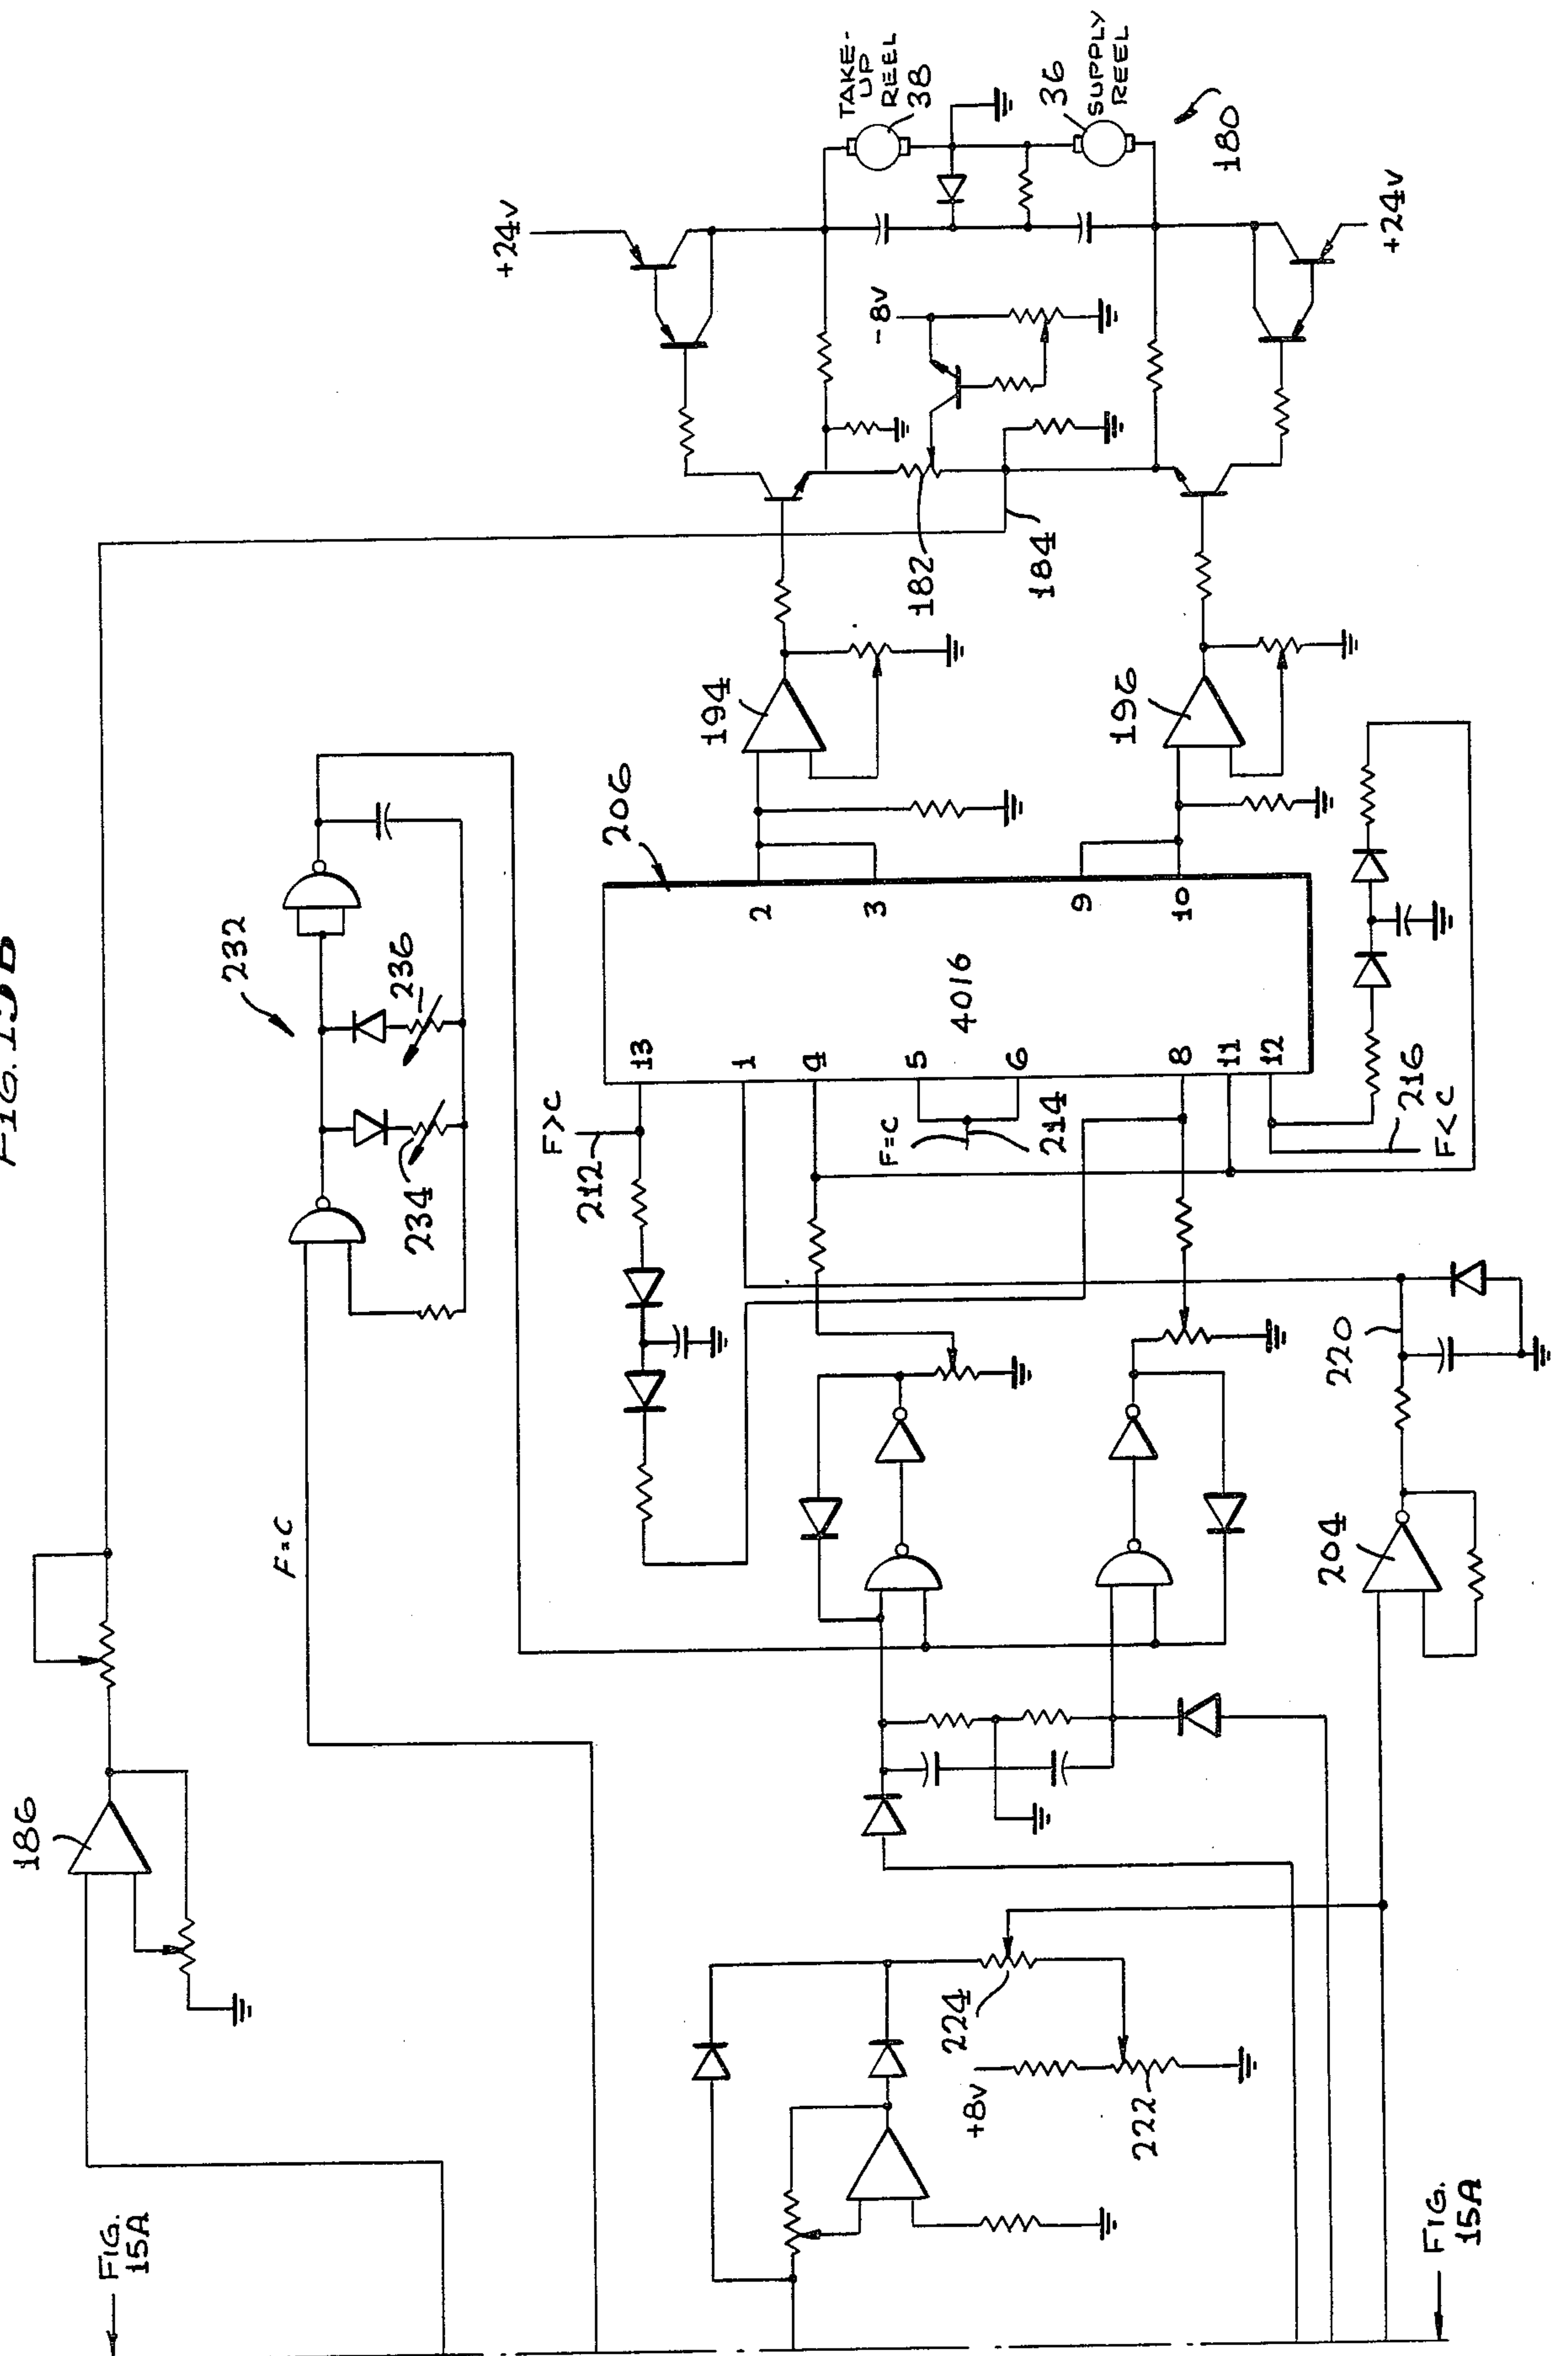 FIG. 15B
FIG.
15A
186
F=C
232
234
236
+24V
TAKE-
UP
REEL
38
36
SUPPLY
REEL
180
-8V
182
184
+24V
194
196
206
4016
13
1
4
5
6
8
11
12
2
3
9
10
F>C
212
F=C
214
216
F<C
220
204
224
+8V
222
FIG.
15A